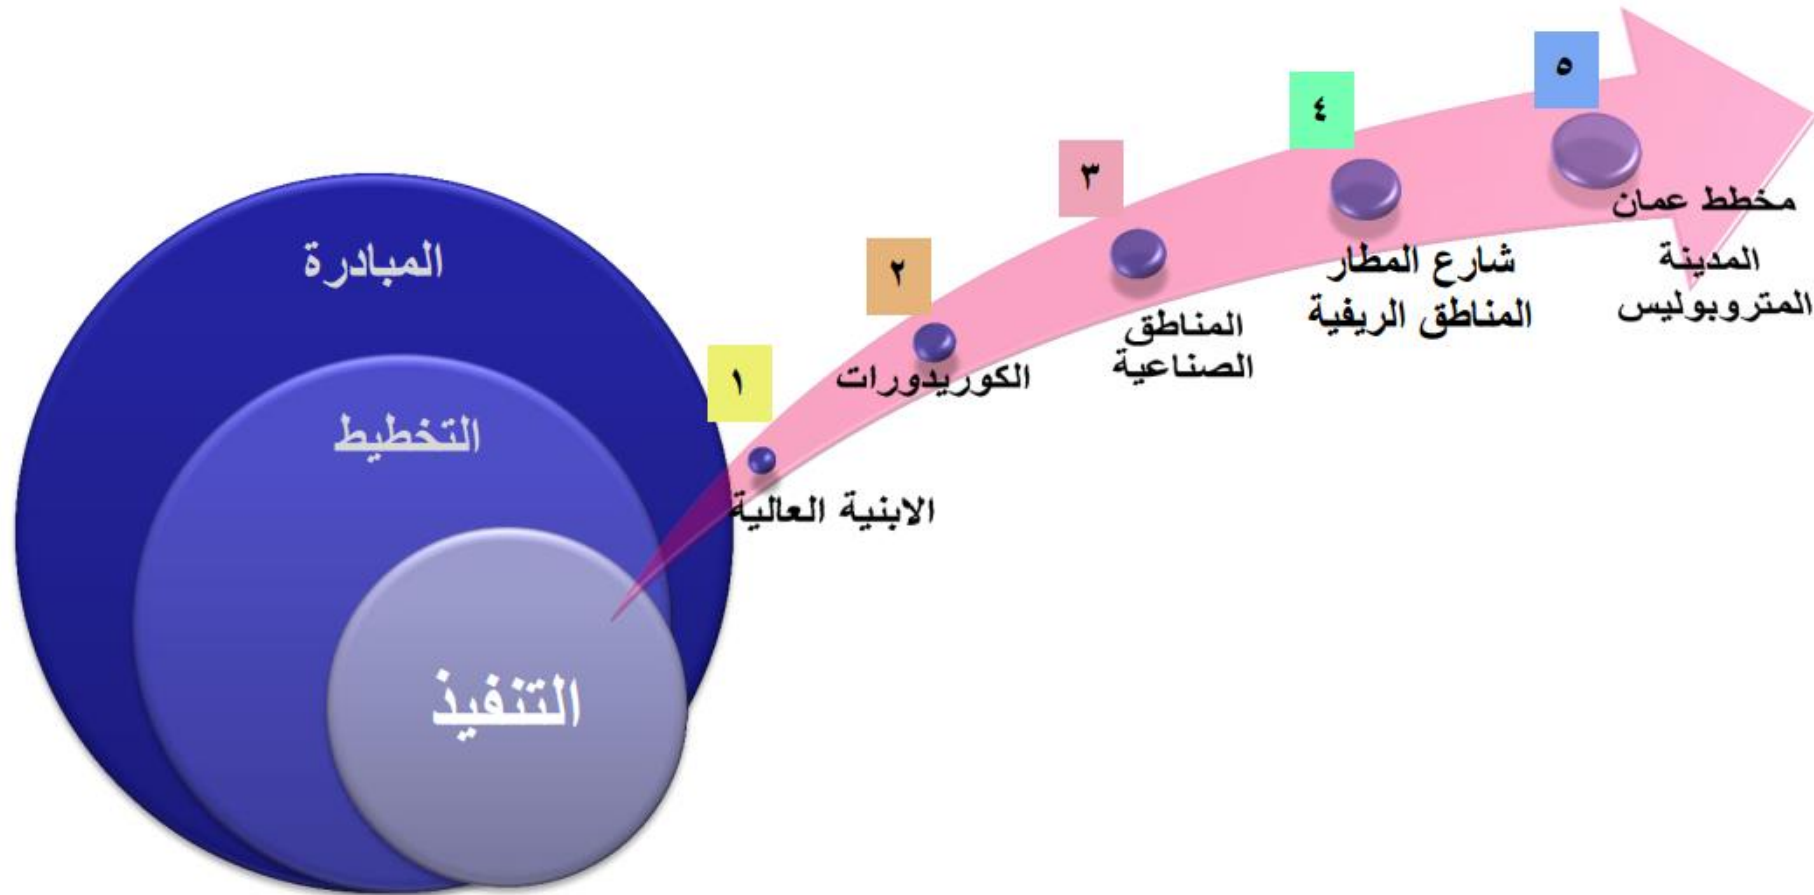 المبادرة
التخطيط
التنفيذ
١
الابنية العالية
٢
الكوريدورات
٣
المناطق
الصناعية
٤
شارع المطار
المناطق الريفية
٥
مخطط عمان
المدينة
المتروبوليس